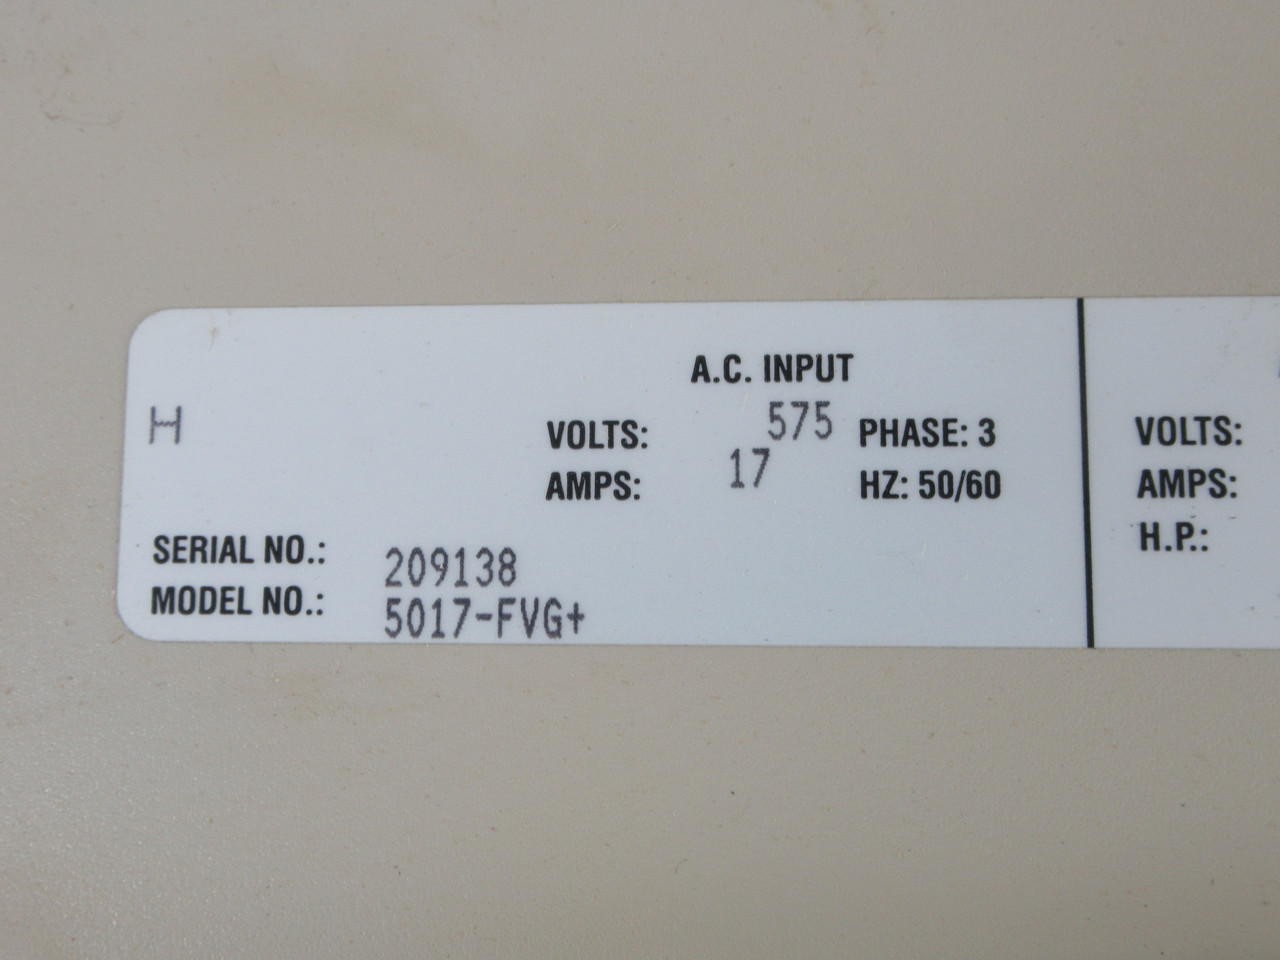 A.C. INPUT
H
VOLTS: 575 PHASE: 3
AMPS: 17 HZ: 50/60
SERIAL NO.: 209138
MODEL NO.: 5017-FVG+
VOLTS:
AMPS:
H.P.: